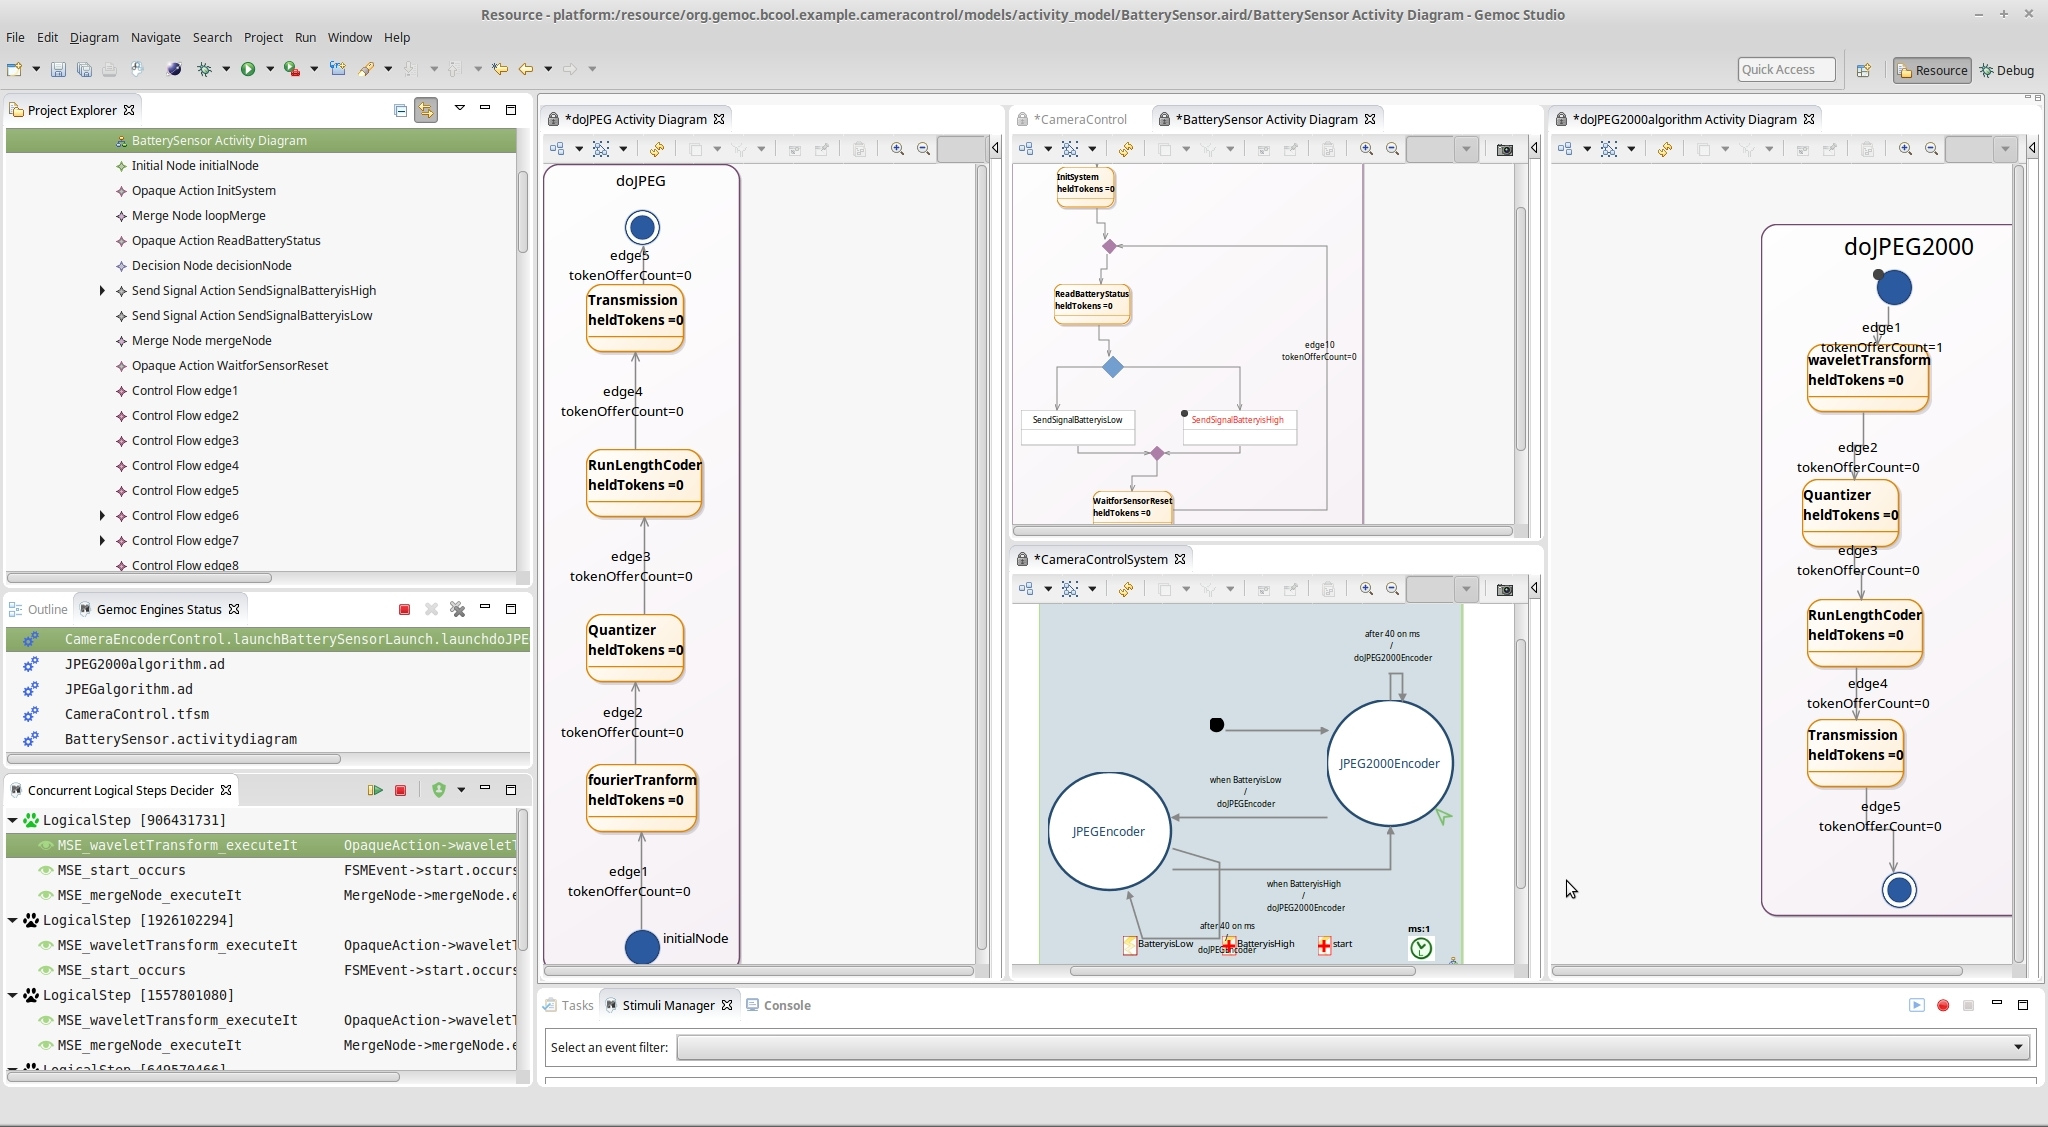 Resource - platform:/resource/org.gemoc.bcool.example.cameracontrol/models/activity_model/BatterySensor.aird/BatterySensor Activity Diagram - Gemoc Studio
File Edit Diagram Navigate Search Project Run Window Help
Quick Access
Resource
Debug
Project Explorer
BatterySensor Activity Diagram
Initial Node initialNode
Opaque Action InitSystem
Merge Node loopMerge
Opaque Action ReadBatteryStatus
Decision Node decisionNode
Send Signal Action SendSignalBatteryisHigh
Send Signal Action SendSignalBatteryisLow
Merge Node mergeNode
Opaque Action WaitforSensorReset
Control Flow edge1
Control Flow edge2
Control Flow edge3
Control Flow edge4
Control Flow edge5
Control Flow edge6
Control Flow edge7
Control Flow edge8
Outline
Gemoc Engines Status
CameraEncoderControl.launchBatterySensorLaunch.launchdoJPE
JPEG2000algorithm.ad
JPEGalgorithm.ad
CameraControl.tfsm
BatterySensor.activitydiagram
Concurrent Logical Steps Decider
LogicalStep [906431731]
MSE_waveletTransform_executeIt OpaqueAction->waveletT
MSE_start_occurs FSMEvent->start.occurs
MSE_mergeNode_executeIt MergeNode->mergeNode.e
LogicalStep [1926102294]
MSE_waveletTransform_executeIt OpaqueAction->waveletT
MSE_start_occurs FSMEvent->start.occurs
LogicalStep [1557801080]
MSE_waveletTransform_executeIt OpaqueAction->waveletT
MSE_mergeNode_executeIt MergeNode->mergeNode.e
LogicalStep [649570466]
*doJPEG Activity Diagram
doJPEG
edge5
tokenOfferCount=0
Transmission
heldTokens =0
edge4
tokenOfferCount=0
RunLengthCoder
heldTokens =0
edge3
tokenOfferCount=0
Quantizer
heldTokens =0
edge2
tokenOfferCount=0
fourierTranform
heldTokens =0
edge1
tokenOfferCount=0
initialNode
*CameraControl
*BatterySensor Activity Diagram
InitSystem
heldTokens =0
ReadBatteryStatus
heldTokens =0
edge10
tokenOfferCount=0
SendSignalBatteryisLow
SendSignalBatteryisHigh
WaitforSensorReset
heldTokens =0
*CameraControlSystem
after 40 on ms
/
doJPEG2000Encoder
JPEG2000Encoder
when BatteryisLow
/
doJPEGEncoder
JPEGEncoder
when BatteryisHigh
/
doJPEG2000Encoder
after 40 on ms
/
doJPEGEncoder
BatteryisLow
BatteryisHigh
start
ms:1
*doJPEG2000algorithm Activity Diagram
doJPEG2000
edge1
tokenOfferCount=1
waveletTransform
heldTokens =0
edge2
tokenOfferCount=0
Quantizer
heldTokens =0
edge3
tokenOfferCount=0
RunLengthCoder
heldTokens =0
edge4
tokenOfferCount=0
Transmission
heldTokens =0
edge5
tokenOfferCount=0
Tasks
Stimuli Manager
Console
Select an event filter: